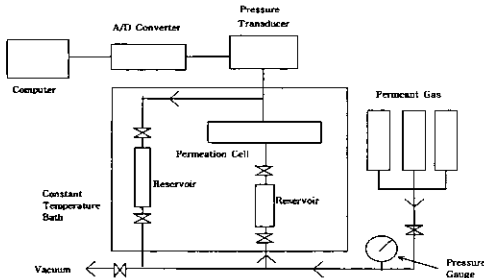 Pressure
Transducer
A/D Converter
Computer
Permeant Gas
Permeation Cell
Reservoir
Reservoir
Constant
Temperature
Bath
Vacuum
Pressure
Gauge